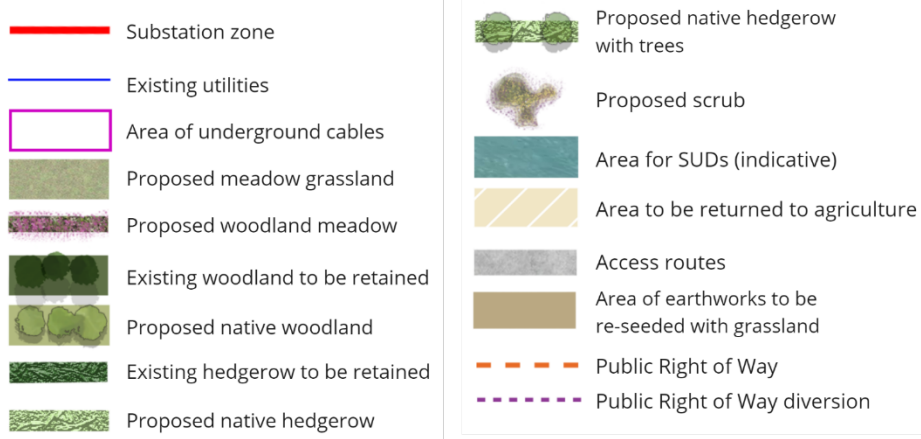 Substation zone
Existing utilities
Area of underground cables
Proposed meadow grassland
Proposed woodland meadow
Existing woodland to be retained
Proposed native woodland
Existing hedgerow to be retained
Proposed native hedgerow
Proposed native hedgerow
with trees
Proposed scrub
Area for SUDs (indicative)
Area to be returned to agriculture
Access routes
Area of earthworks to be
re-seeded with grassland
Public Right of Way
Public Right of Way diversion